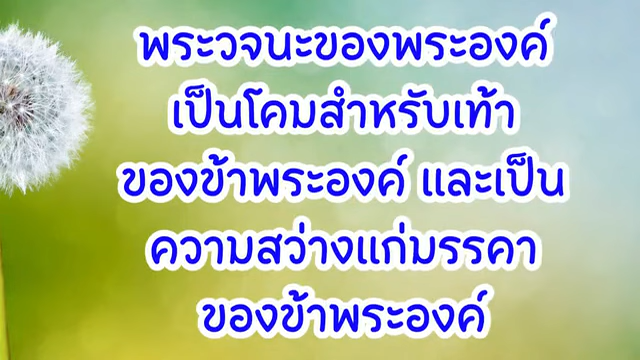 พระวจนะของพระองค์
เป็นโคมสำหรับเท้า
ของข้าพระองค์ และเป็น
ความสว่างแก่มรรคา
ของข้าพระองค์